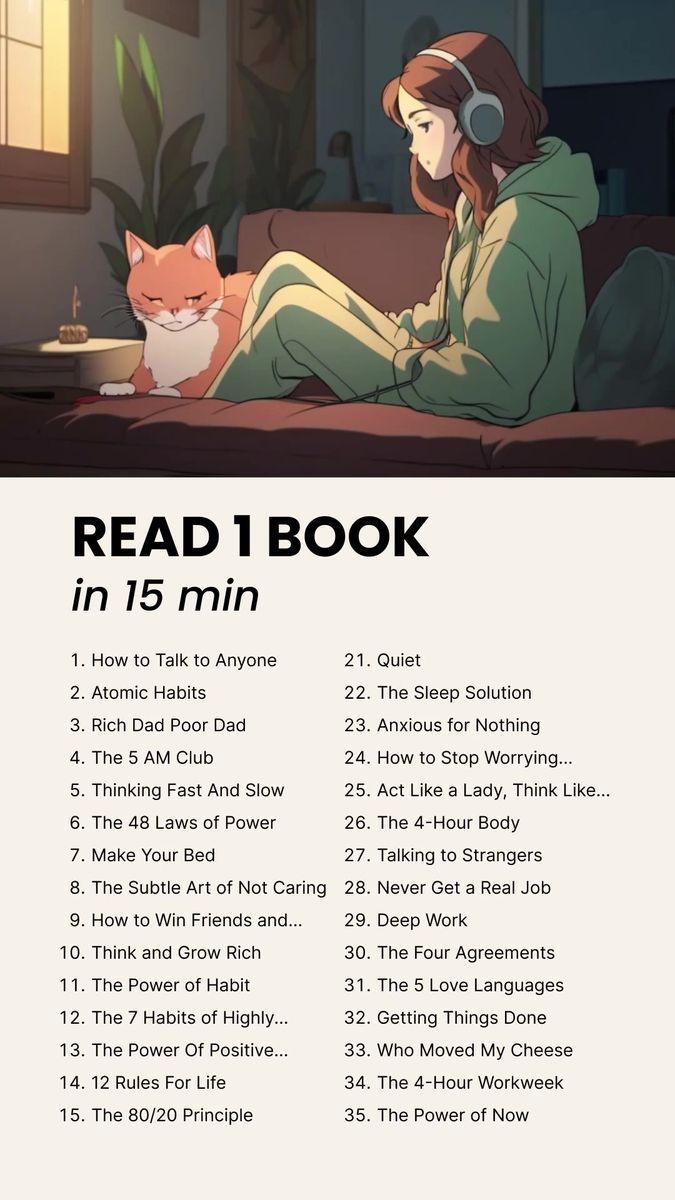 READ 1 BOOK
in 15 min
1. How to Talk to Anyone
2. Atomic Habits
3. Rich Dad Poor Dad
4. The 5 AM Club
5. Thinking Fast And Slow
6. The 48 Laws of Power
7. Make Your Bed
8. The Subtle Art of Not Caring
9. How to Win Friends and...
10. Think and Grow Rich
11. The Power of Habit
12. The 7 Habits of Highly...
13. The Power Of Positive...
14. 12 Rules For Life
15. The 80/20 Principle
21. Quiet
22. The Sleep Solution
23. Anxious for Nothing
24. How to Stop Worrying...
25. Act Like a Lady, Think Like...
26. The 4-Hour Body
27. Talking to Strangers
28. Never Get a Real Job
29. Deep Work
30. The Four Agreements
31. The 5 Love Languages
32. Getting Things Done
33. Who Moved My Cheese
34. The 4-Hour Workweek
35. The Power of Now